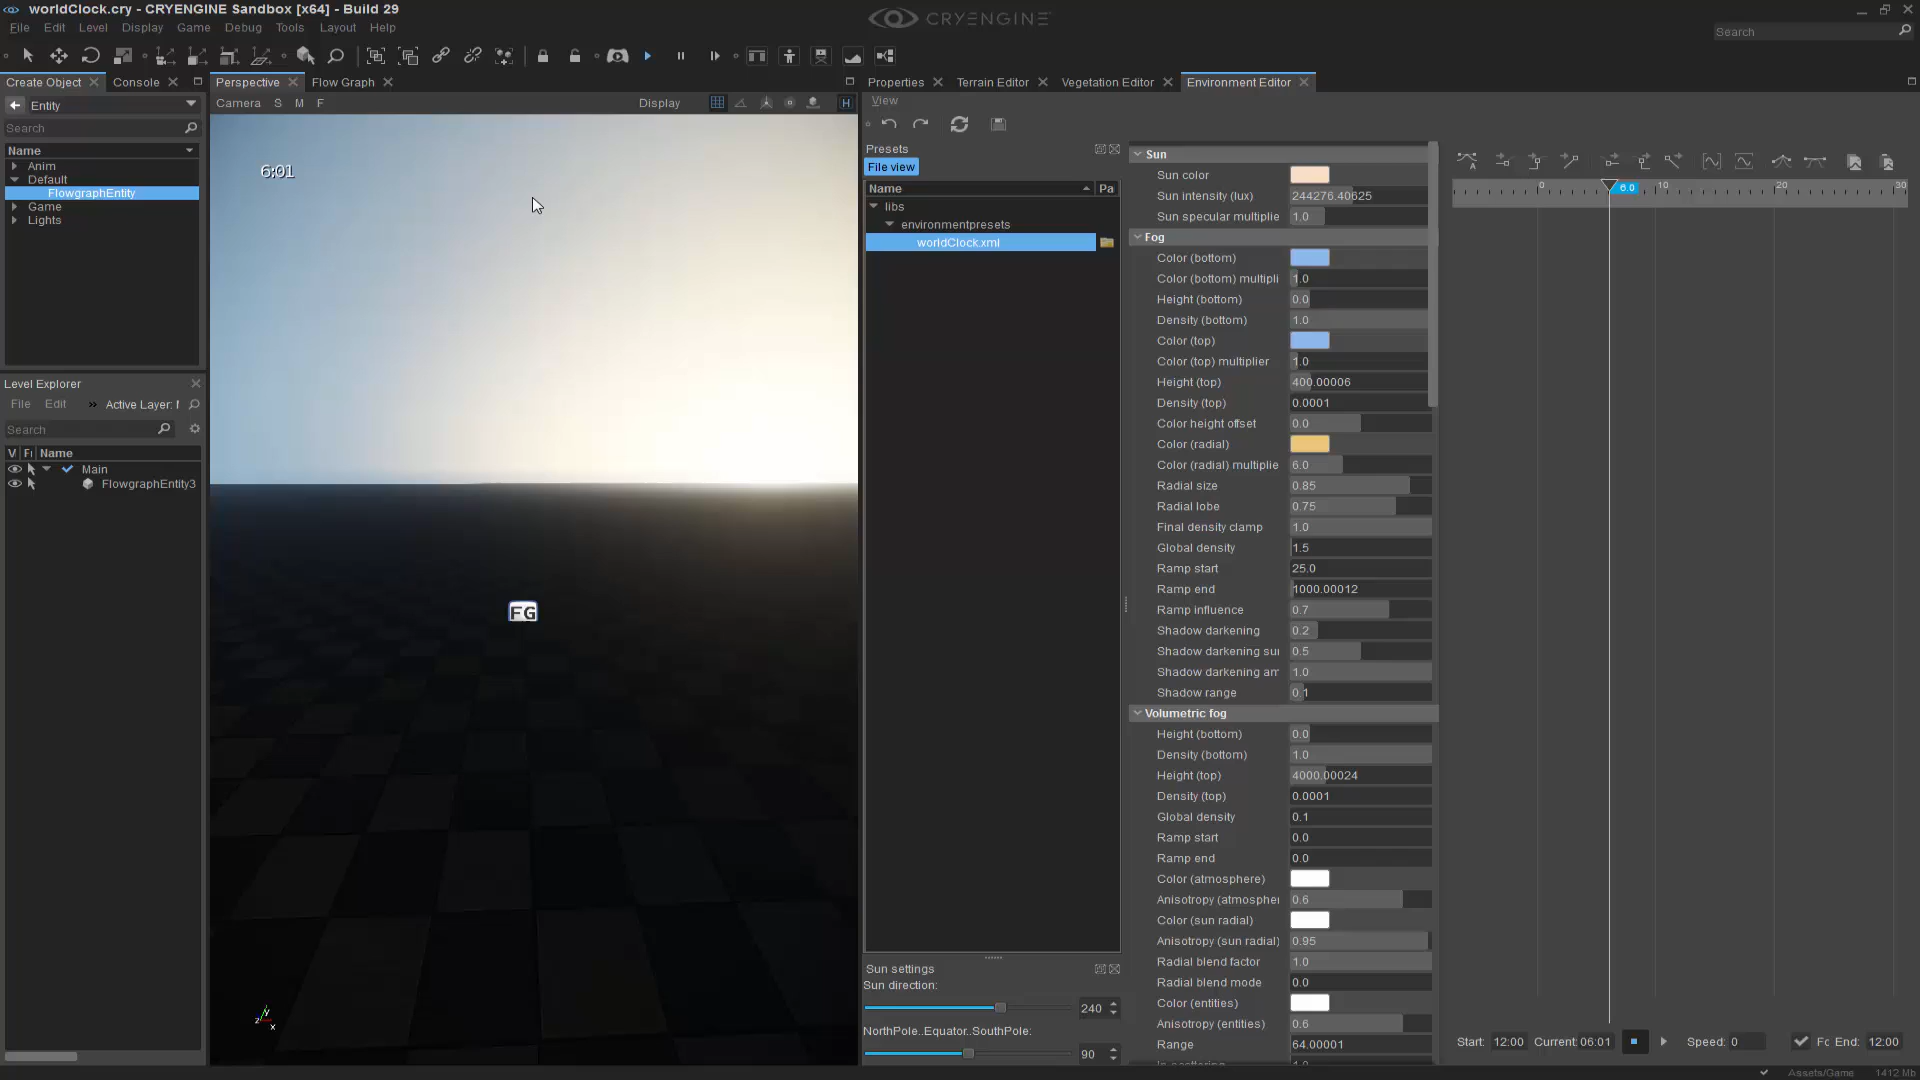 worldClock.cry - CRYENGINE Sandbox [x64] - Build 29
CRYENGINE
File Edit Level Display Game Debug Tools Layout Help
Search
Create Object
Console
Perspective
Flow Graph
Properties
Terrain Editor
Vegetation Editor
Environment Editor
Entity
Camera S M F
Display
H
View
Search
Name
Anim
Default
FlowgraphEntity
Game
Lights
6:01
FG
z y x
Level Explorer
File Edit » Active Layer:
Search
V Name
Main
FlowgraphEntity3
Presets
File view
Name Pa
libs
environmentpresets
worldClock.xml
Sun settings
Sun direction:
240
NorthPole..Equator..SouthPole:
90
Sun
Sun color
Sun intensity (lux) 244276.40625
Sun specular multiplie 1.0
Fog
Color (bottom)
Color (bottom) multipli 1.0
Height (bottom) 0.0
Density (bottom) 1.0
Color (top)
Color (top) multiplier 1.0
Height (top) 400.00006
Density (top) 0.0001
Color height offset 0.0
Color (radial)
Color (radial) multiplie 6.0
Radial size 0.85
Radial lobe 0.75
Final density clamp 1.0
Global density 1.5
Ramp start 25.0
Ramp end 1000.00012
Ramp influence 0.7
Shadow darkening 0.2
Shadow darkening sui 0.5
Shadow darkening am 1.0
Shadow range 0.1
Volumetric fog
Height (bottom) 0.0
Density (bottom) 1.0
Height (top) 4000.00024
Density (top) 0.0001
Global density 0.1
Ramp start 0.0
Ramp end 0.0
Color (atmosphere)
Anisotropy (atmospher 0.6
Color (sun radial)
Anisotropy (sun radial) 0.95
Radial blend factor 1.0
Radial blend mode 0.0
Color (entities)
Anisotropy (entities) 0.6
Range 64.00001
0 6.0 10 20 30
Start: 12:00 Current: 06:01 Speed: 0 Fc End: 12:00
Assets/Game 1412 Mb